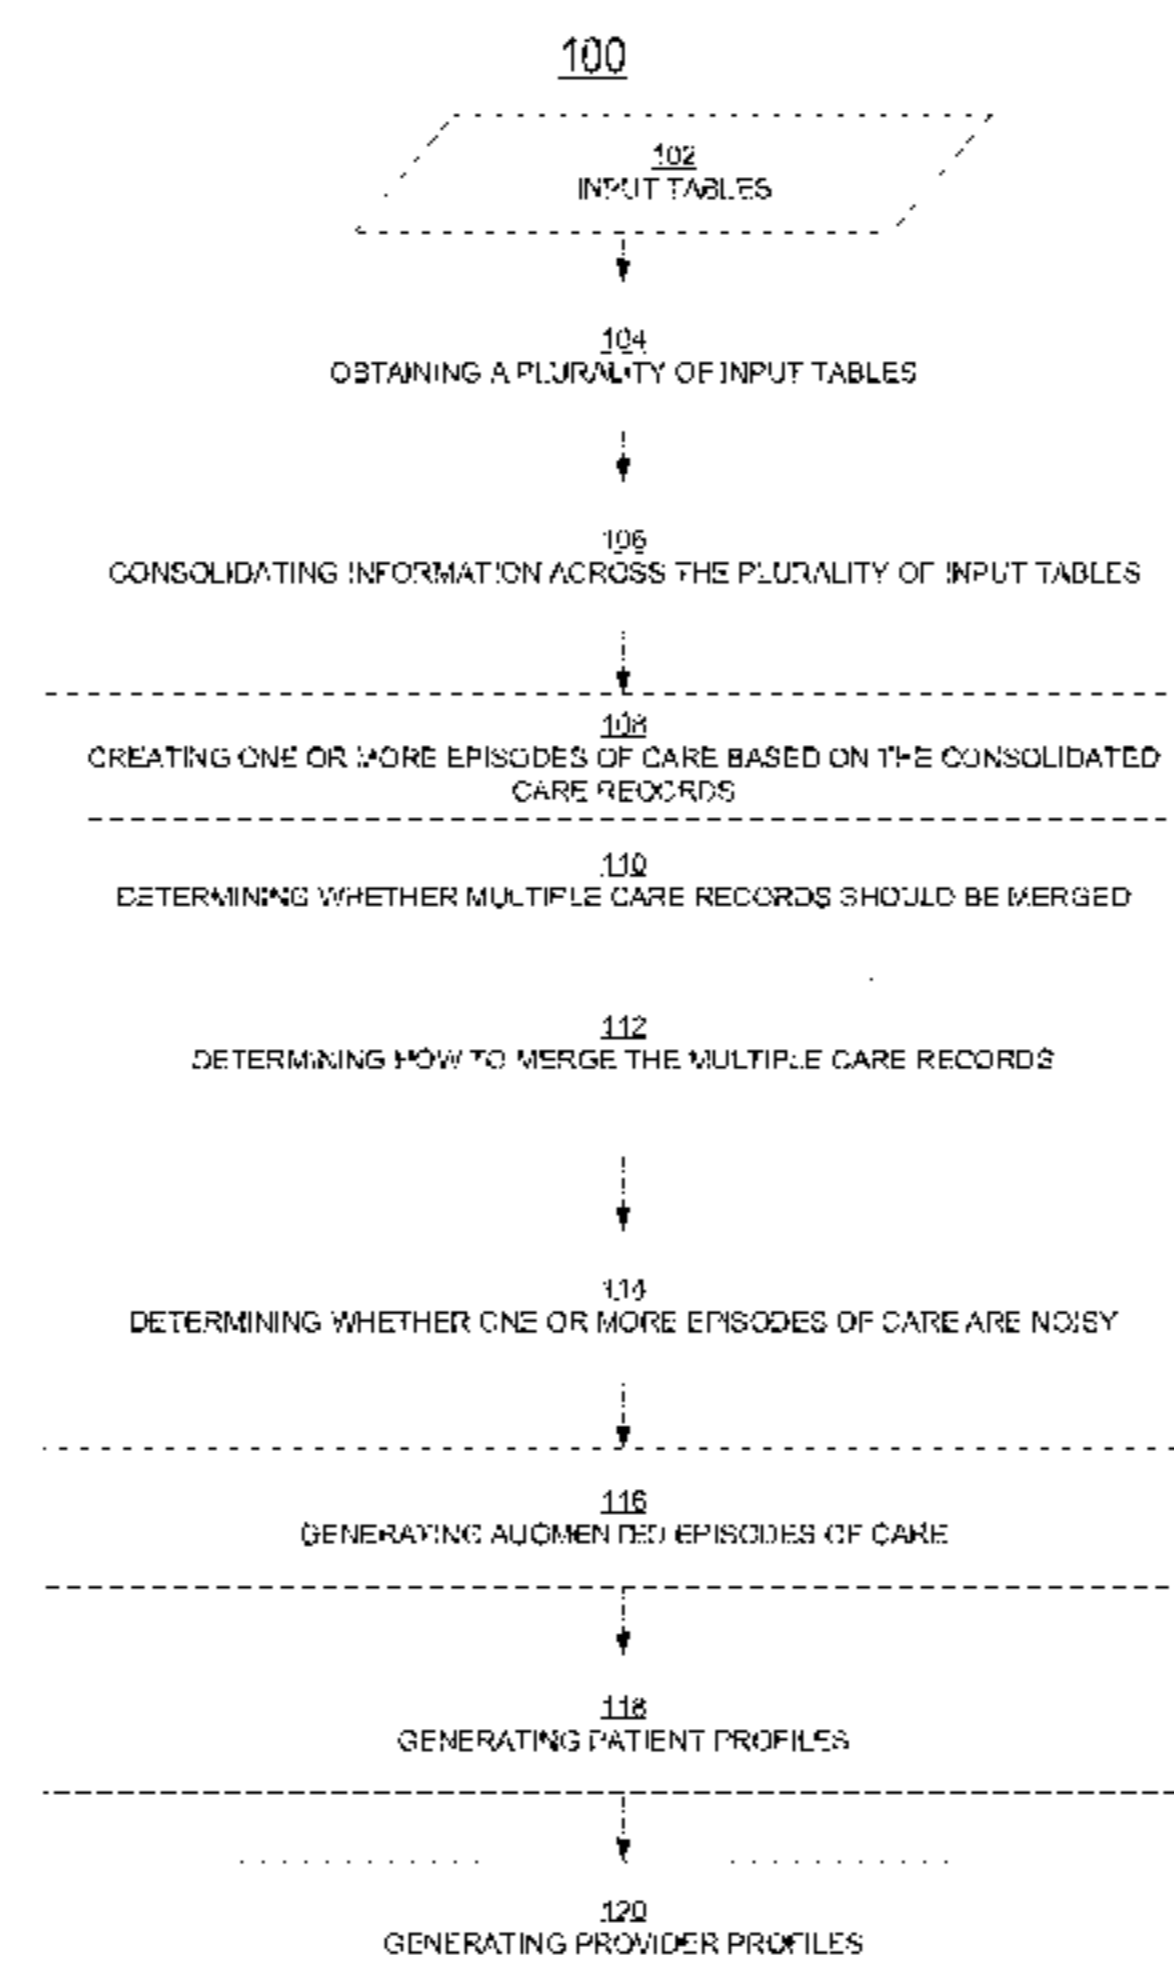 100
102
INPUT TABLES
104
OBTAINING A PLURALITY OF INPUT TABLES
106
CONSOLIDATING INFORMATION ACROSS THE PLURALITY OF INPUT TABLES
108
CREATING ONE OR MORE EPISODES OF CARE BASED ON THE CONSOLIDATED
CARE RECORDS
110
DETERMINING WHETHER MULTIPLE CARE RECORDS SHOULD BE MERGED
112
DETERMINING HOW TO MERGE THE MULTIPLE CARE RECORDS
114
DETERMINING WHETHER ONE OR MORE EPISODES OF CARE ARE NOISY
116
GENERATING AUGMENTED EPISODES OF CARE
118
GENERATING PATIENT PROFILES
120
GENERATING PROVIDER PROFILES